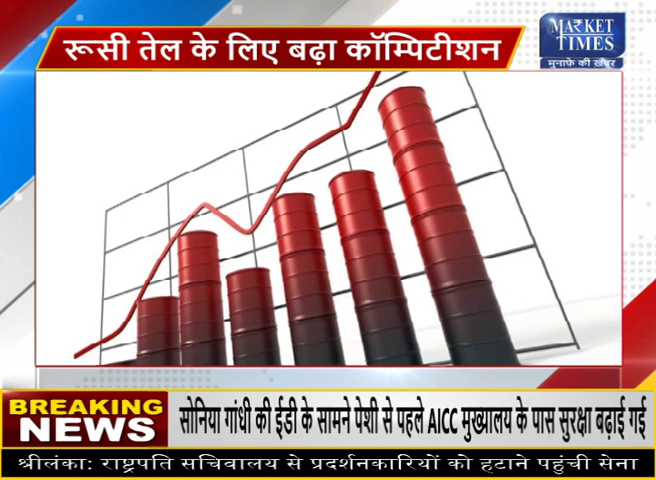 रूसी तेल के लिए बढ़ा कॉम्पिटीशन
MARKET
TIMES
मुनाफे की ख़बर
BREAKING
NEWS
सोनिया गांधी की ईडी के सामने पेशी से पहले AICC मुख्यालय के पास सुरक्षा बढ़ाई गई
श्रीलंका: राष्ट्रपति सचिबालय से प्रदर्शनकारियों को हटाने पहुंची सेना